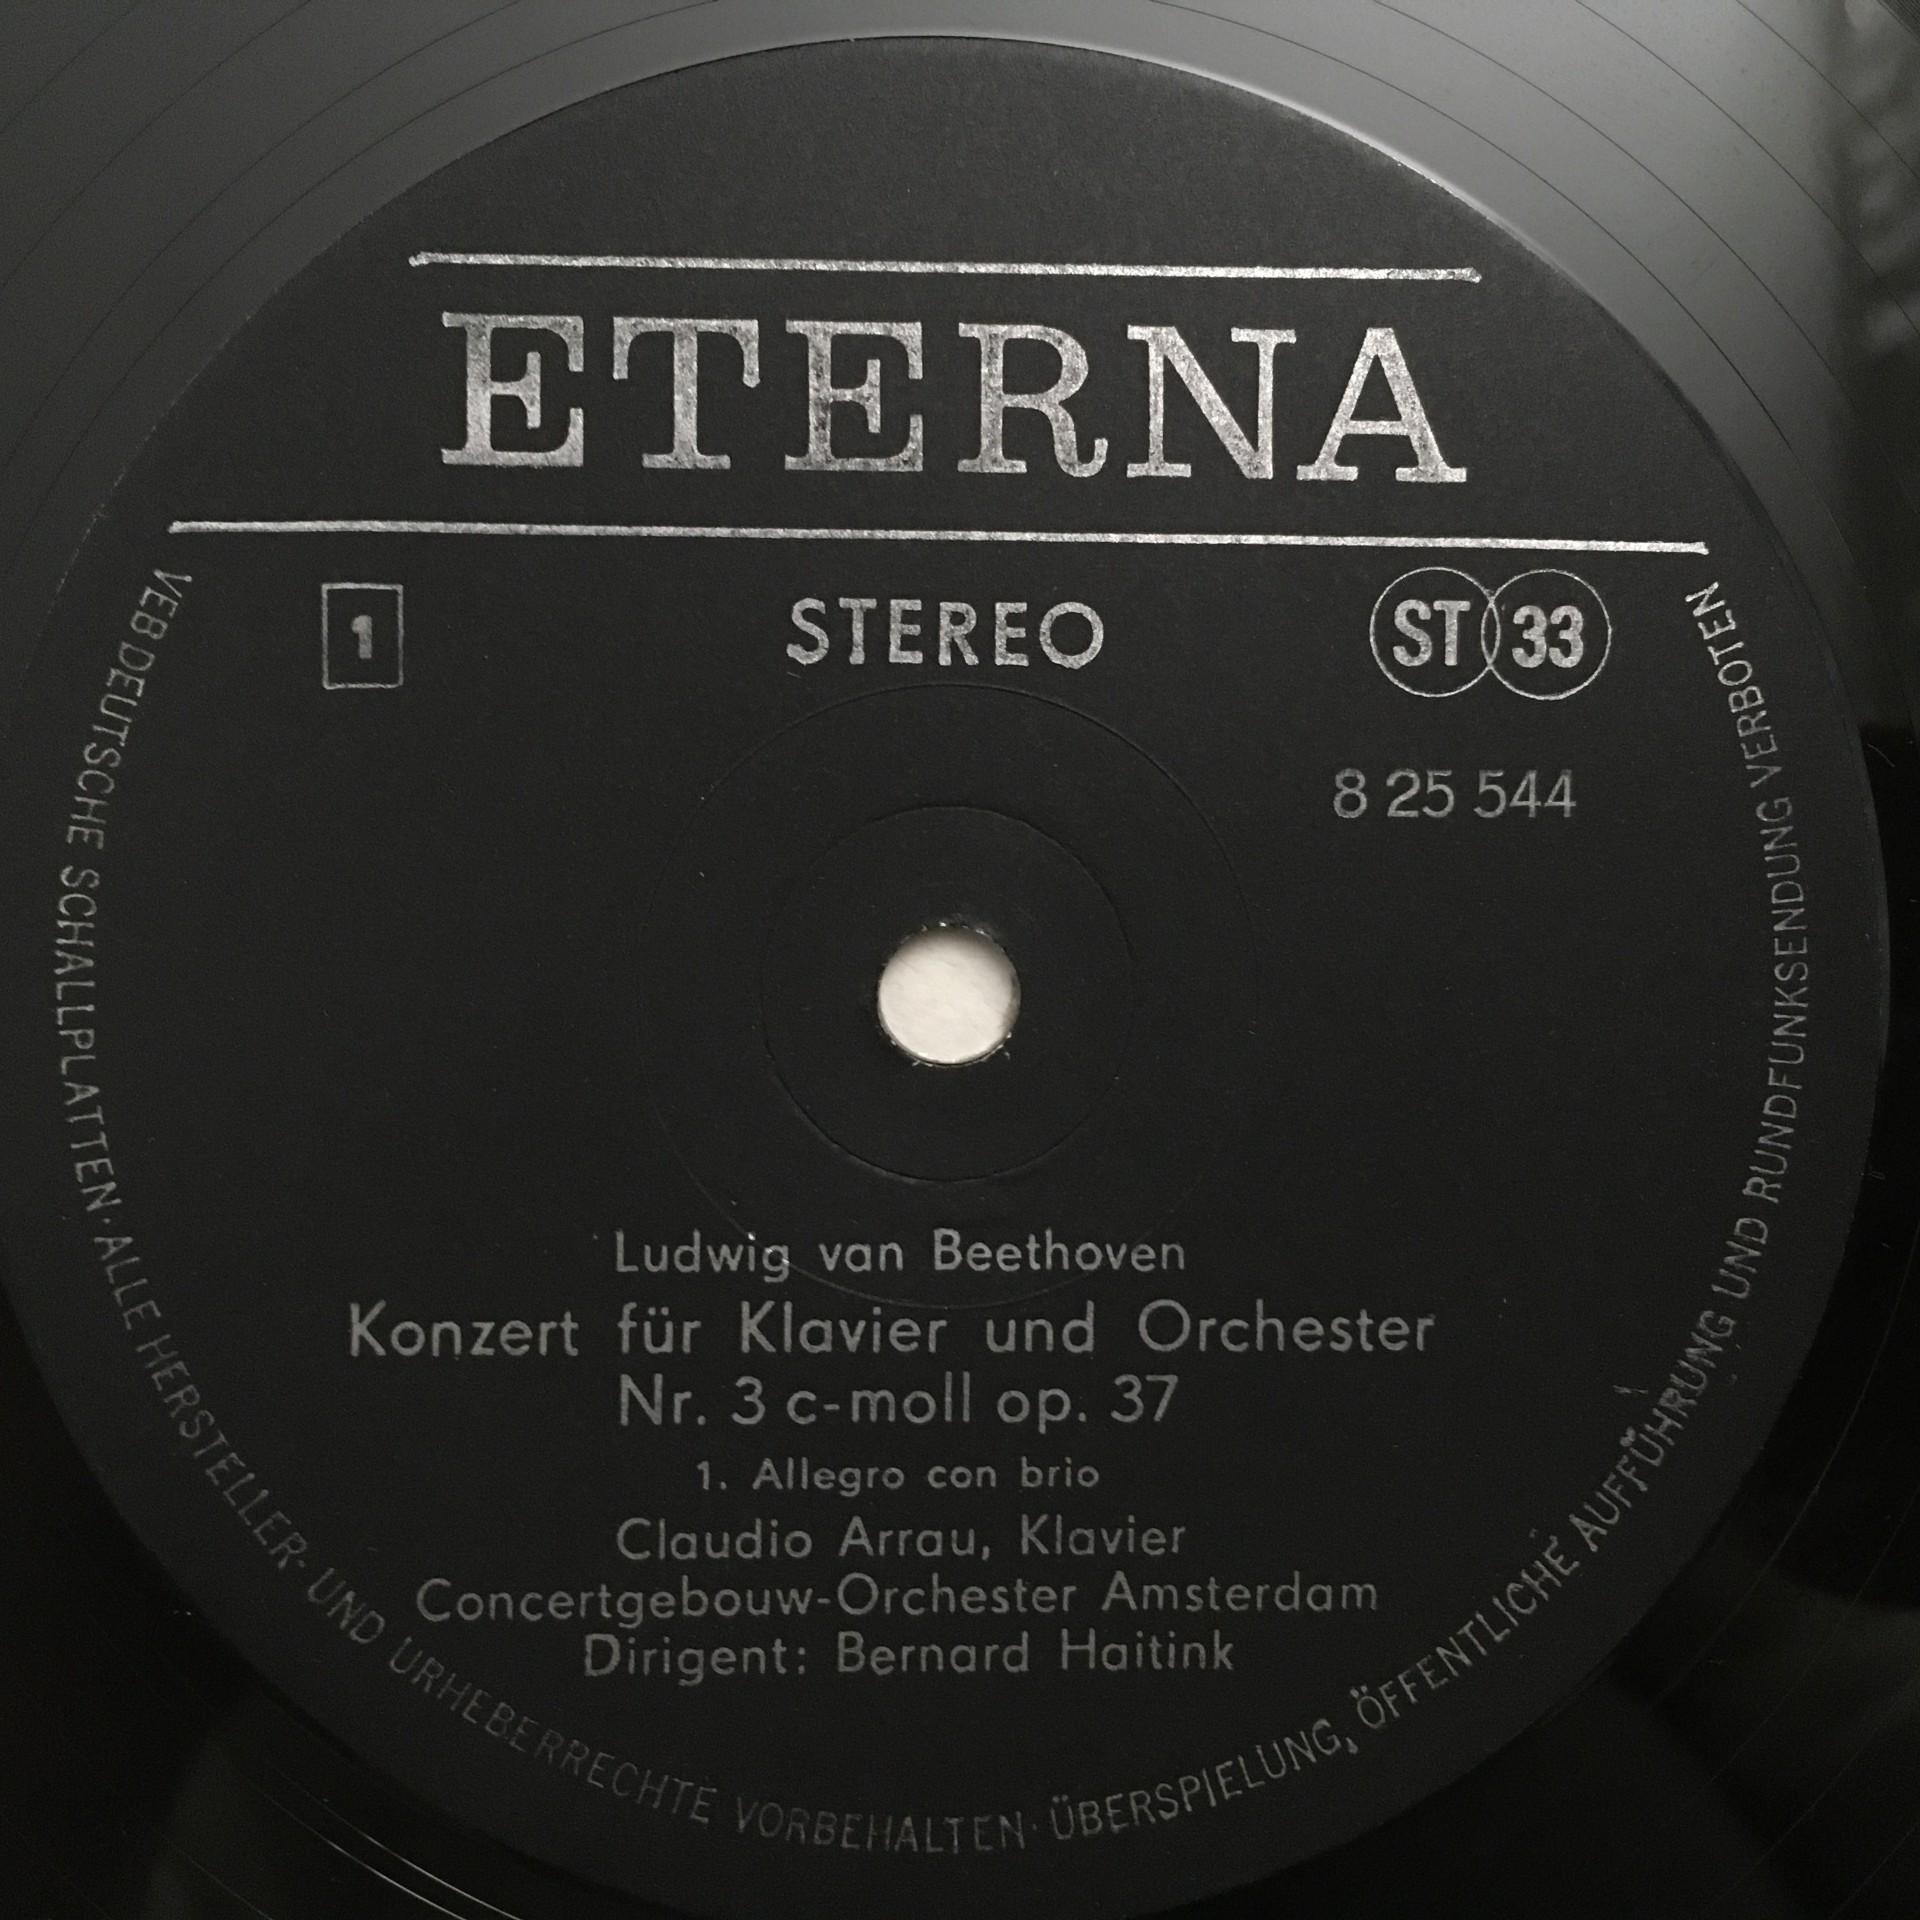 ETERNA
1
STEREO
ST 33
8 25 544
Ludwig van Beethoven
Konzert für Klavier und Orchester
Nr. 3 c-moll op. 37
1. Allegro con brio
Claudio Arrau, Klavier
Concertgebouw-Orchester Amsterdam
Dirigent: Bernard Haitink
VEB DEUTSCHE SCHALLPLATTEN · ALLE HERSTELLER- UND URHEBERRECHTE VORBEHALTEN · ÜBERSPIELUNG, ÖFFENTLICHE AUFFÜHRUNG UND RUNDFUNKSENDUNG VERBOTEN